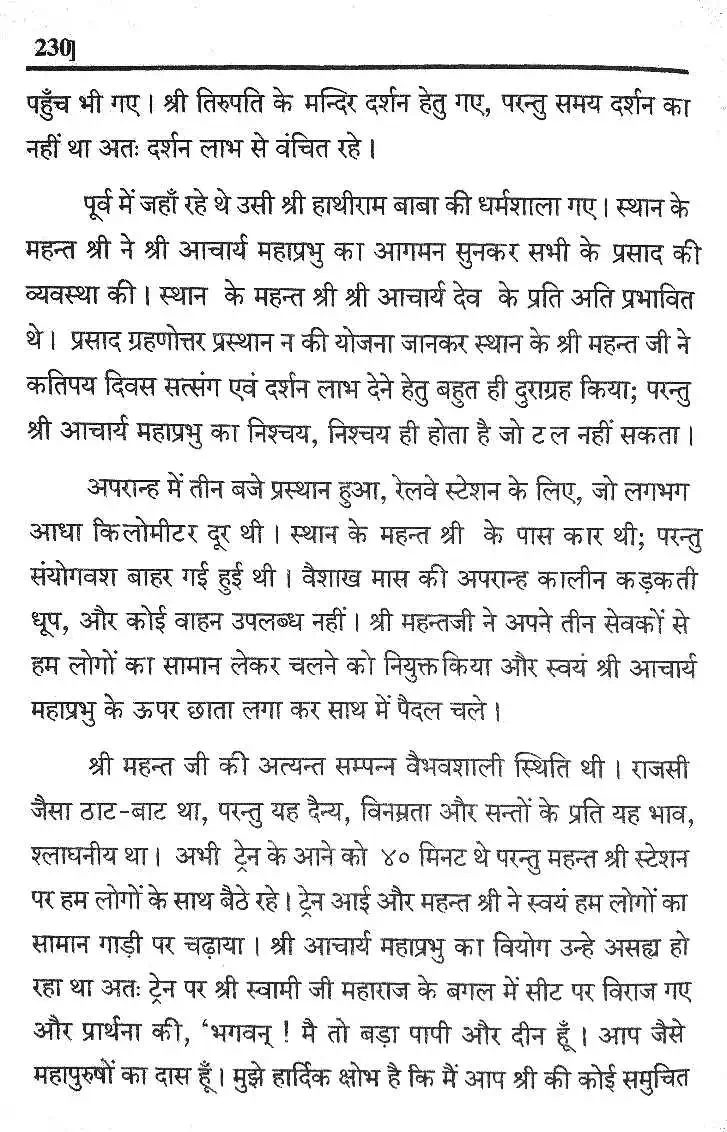 230]
पहुँच भी गए। श्री तिरुपति के मन्दिर दर्शन हेतु गए, परन्तु समय दर्शन का
नहीं था अतः दर्शन लाभ से वंचित रहे।
पूर्व में जहाँ रहे थे उसी श्री हाथीराम बाबा की धर्मशाला गए। स्थान के
महन्त श्री ने श्री आचार्य महाप्रभु का आगमन सुनकर सभी के प्रसाद की
व्यवस्था की। स्थान के महन्त श्री श्री आचार्य देव के प्रति अति प्रभावित
थे। प्रसाद ग्रहणोत्तर प्रस्थान न की योजना जानकर स्थान के श्री महन्त जी ने
कतिपय दिवस सत्संग एवं दर्शन लाभ देने हेतु बहुत ही दुराग्रह किया; परन्तु
श्री आचार्य महाप्रभु का निश्चय, निश्चय ही होता है जो टल नहीं सकता।
अपरान्ह में तीन बजे प्रस्थान हुआ, रेलवे स्टेशन के लिए, जो लगभग
आधा किलोमीटर दूर थी। स्थान के महन्त श्री के पास कार थी; परन्तु
संयोगवश बाहर गई हुई थी। वैशाख मास की अपरान्ह कालीन कड़कती
धूप, और कोई वाहन उपलब्ध नहीं। श्री महन्तजी ने अपने तीन सेवकों से
हम लोगों का सामान लेकर चलने को नियुक्त किया और स्वयं श्री आचार्य
महाप्रभु के ऊपर छाता लगा कर साथ में पैदल चले।
श्री महन्त जी की अत्यन्त सम्पन्न वैभवशाली स्थिति थी। राजसी
जैसा ठाट-बाट था, परन्तु यह दैन्य, विनम्रता और सन्तों के प्रति यह भाव,
श्लाघनीय था। अभी ट्रेन के आने को ४० मिनट थे परन्तु महन्त श्री स्टेशन
पर हम लोगों के साथ बैठे रहे। ट्रेन आई और महन्त श्री ने स्वयं हम लोगों का
सामान गाड़ी पर चढ़ाया। श्री आचार्य महाप्रभु का वियोग उन्हे असह्य हो
रहा था अतः ट्रेन पर श्री स्वामी जी महाराज के बगल में सीट पर विराज गए
और प्रार्थना की, ‘भगवन् ! मै तो बड़ा पापी और दीन हूँ। आप जैसे
महापुरुषों का दास हूँ। मुझे हार्दिक क्षोभ है कि मैं आप श्री की कोई समुचित